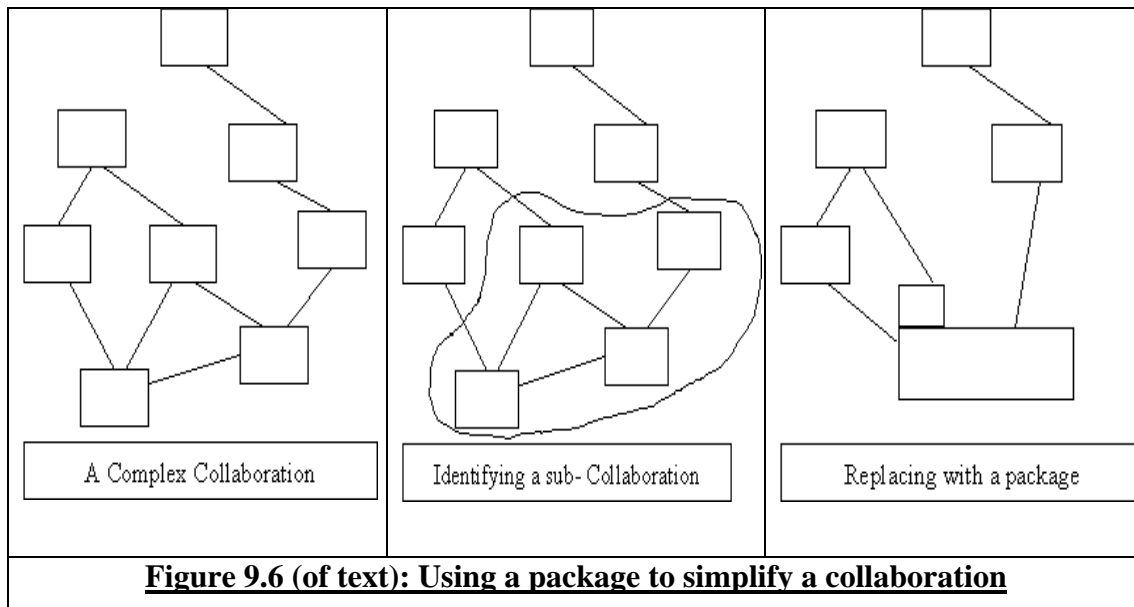 A Complex Collaboration
Identifying a sub- Collaboration
Replacing with a package
Figure 9.6 (of text): Using a package to simplify a collaboration